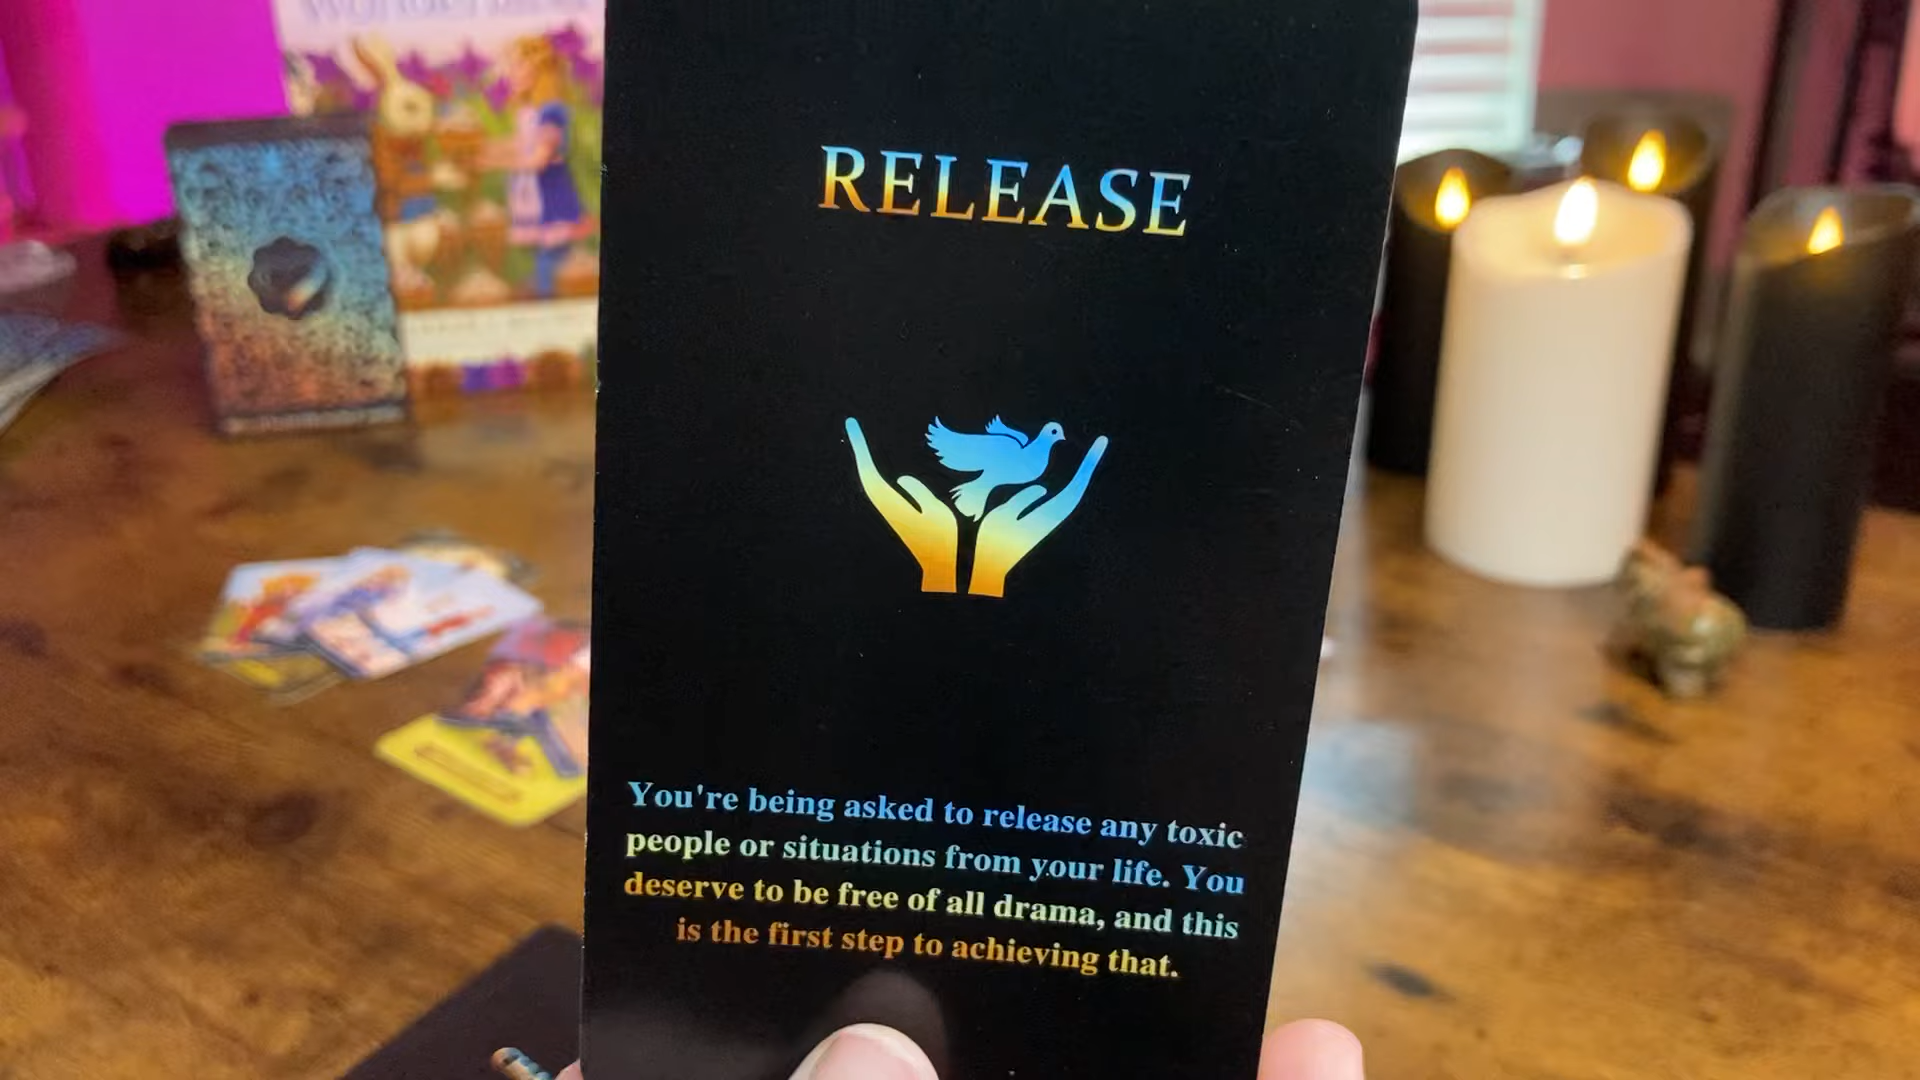 RELEASE
You're being asked to release any toxic
people or situations from your life. You
deserve to be free of all drama, and this
is the first step to achieving that.